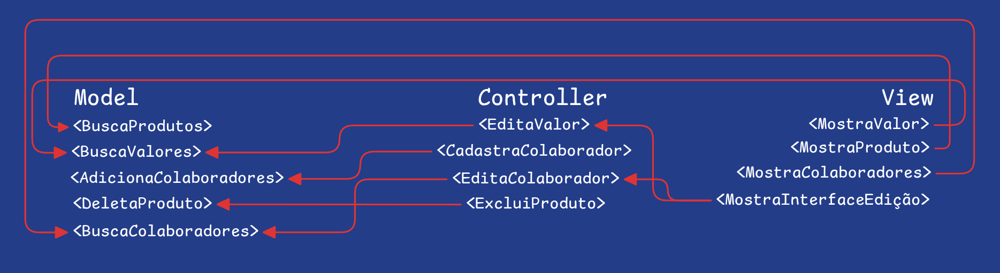 Model
<BuscaProdutos>
<BuscaValores>
<AdicionaColaboradores>
<DeletaProduto>
<BuscaColaboradores>
Controller
<EditaValor>
<CadastraColaborador>
<EditaColaborador>
<ExcluiProduto>
View
<MostraValor>
<MostraProduto>
<MostraColaboradores>
<MostraInterfaceEdição>